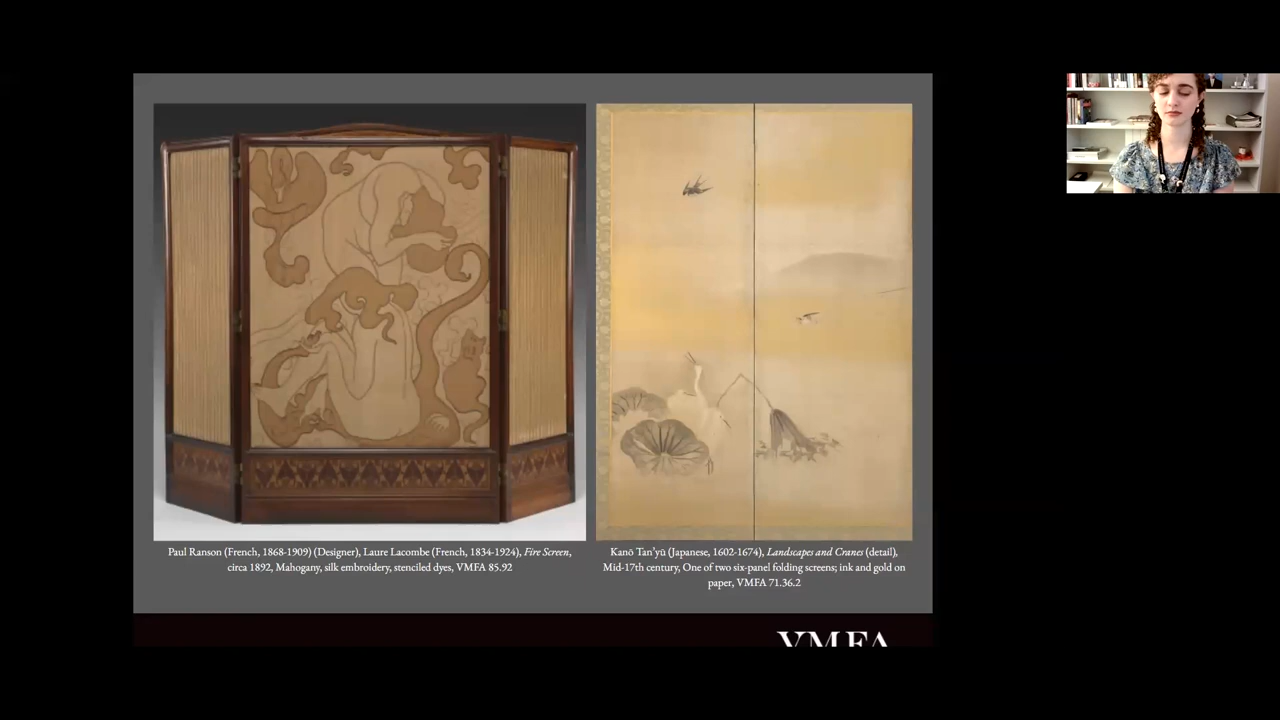 Paul Ranson (French, 1868-1909) (Designer), Laure Lacombe (French, 1834-1924), Fire Screen,
circa 1892, Mahogany, silk embroidery, stenciled dyes, VMFA 85.92
Kanō Tan'yū (Japanese, 1602-1674), Landscapes and Cranes (detail),
Mid-17th century, One of two six-panel folding screens; ink and gold on
paper, VMFA 71.36.2
VMFA